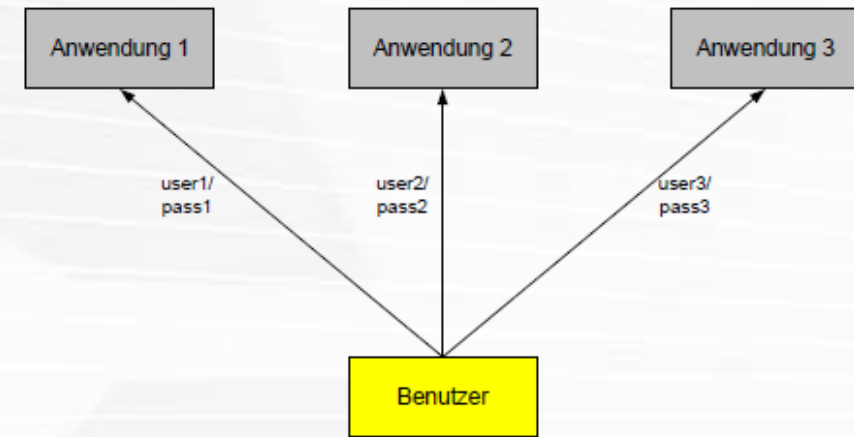 Anwendung 1
Anwendung 2
Anwendung 3
user1/
pass1
user2/
pass2
user3/
pass3
Benutzer